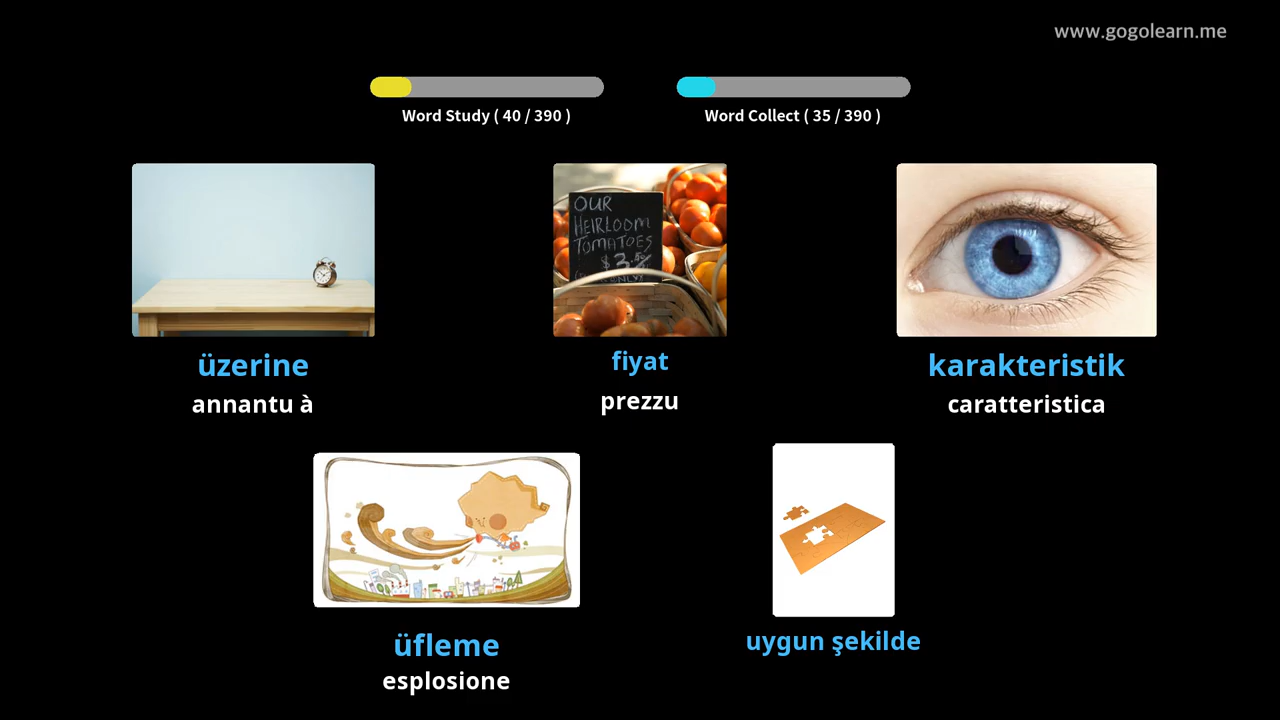 www.gogolearn.me
Word Study ( 40 / 390 )
Word Collect ( 35 / 390 )
OUR
HEIRLOOM
TOMATOES
üzerine
annantu à
fiyat
prezzu
karakteristik
caratteristica
üfleme
esplosione
uygun şekilde